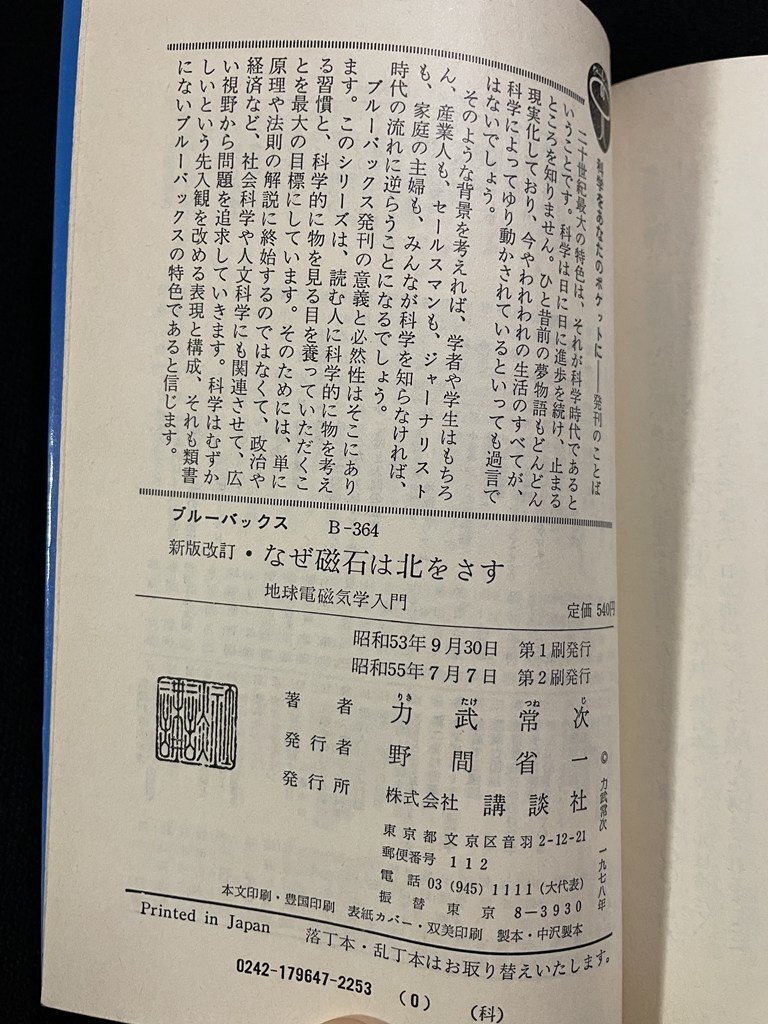 科学をあなたのポケットに――発刊のことば
二十世紀最大の特色は、それが科学時代であると
いうことです。科学は日に日に進歩を続け、止まる
ところを知りません。ひと昔前の夢物語もどんどん
現実化しており、今やわれわれの生活のすべてが、
科学によってゆり動かされているといっても過言で
はないでしょう。
そのような背景を考えれば、学者や学生はもちろ
ん、産業人も、セールスマンも、ジャーナリスト
も、家庭の主婦も、みんなが科学を知らなければ、
時代の流れに逆らうことになるでしょう。
ブルーバックス発刊の意義と必然性はそこにあり
ます。このシリーズは、読む人に科学的に物を考え
る習慣と、科学的に物を見る目を養っていただくこ
とを最大の目標にしています。そのためには、単に
原理や法則の解説に終始するのではなくて、政治や
経済など、社会科学や人文科学にも関連させて、広
い視野から問題を追求していきます。科学はむずか
しいという先入観を改める表現と構成、それも類書
にないブルーバックスの特色であると信じます。
ブルーバックス B-364
新版改訂・なぜ磁石は北をさす
地球電磁気学入門
定価 540円
昭和53年9月30日 第1刷発行
昭和55年7月7日 第2刷発行
著者 力武常次
りき たけ つね じ
発行者 野間省一
発行所 株式会社 講談社
東京都文京区音羽2-12-21
郵便番号 112
電話 03 (945) 1111 (大代表)
振替 東京 8-3930
本文印刷・豊国印刷 表紙カバー・双美印刷 製本・中沢製本
© 力武常次 一九七八年
Printed in Japan
落丁本・乱丁本はお取り替えいたします。
0242-179647-2253 (0) (科)